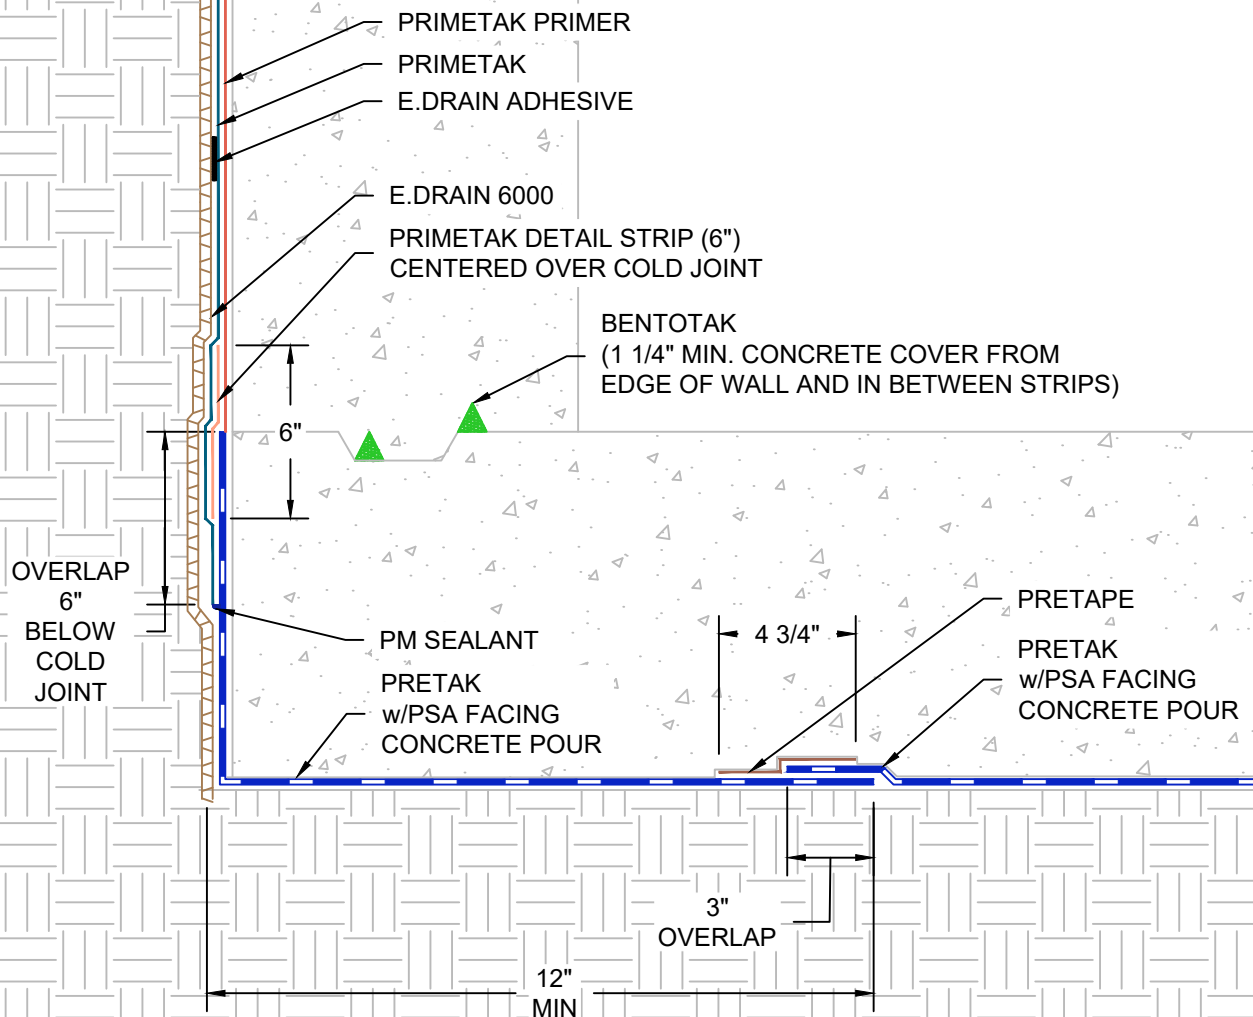 PRIMETAK PRIMER
PRIMETAK
E.DRAIN ADHESIVE
E.DRAIN 6000
PRIMETAK DETAIL STRIP (6")
CENTERED OVER COLD JOINT
BENTOTAK
(1 1/4" MIN. CONCRETE COVER FROM
EDGE OF WALL AND IN BETWEEN STRIPS)
6"
OVERLAP
6"
BELOW
COLD
JOINT
PM SEALANT
PRETAK
w/PSA FACING
CONCRETE POUR
4 3/4"
PRETAPE
PRETAK
w/PSA FACING
CONCRETE POUR
3"
OVERLAP
12"
MIN